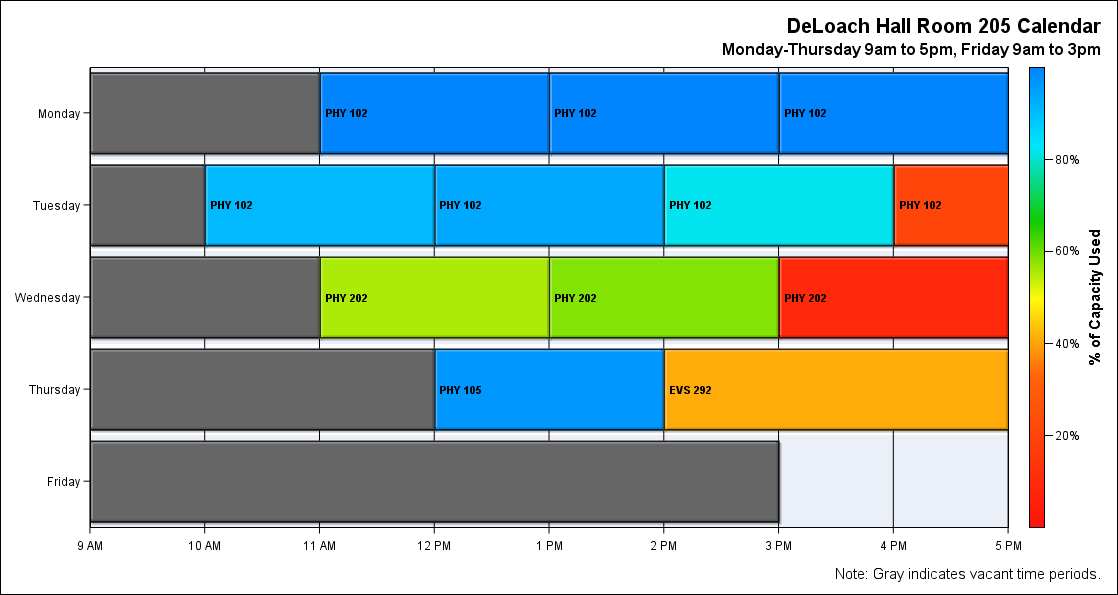 DeLoach Hall Room 205 Calendar
Monday-Thursday 9am to 5pm, Friday 9am to 3pm
Monday
PHY 102
PHY 102
PHY 102
Tuesday
PHY 102
PHY 102
PHY 102
PHY 102
Wednesday
PHY 202
PHY 202
PHY 202
Thursday
PHY 105
EVS 292
Friday
9 AM
10 AM
11 AM
12 PM
1 PM
2 PM
3 PM
4 PM
5 PM
80%
60%
40%
20%
% of Capacity Used
Note: Gray indicates vacant time periods.